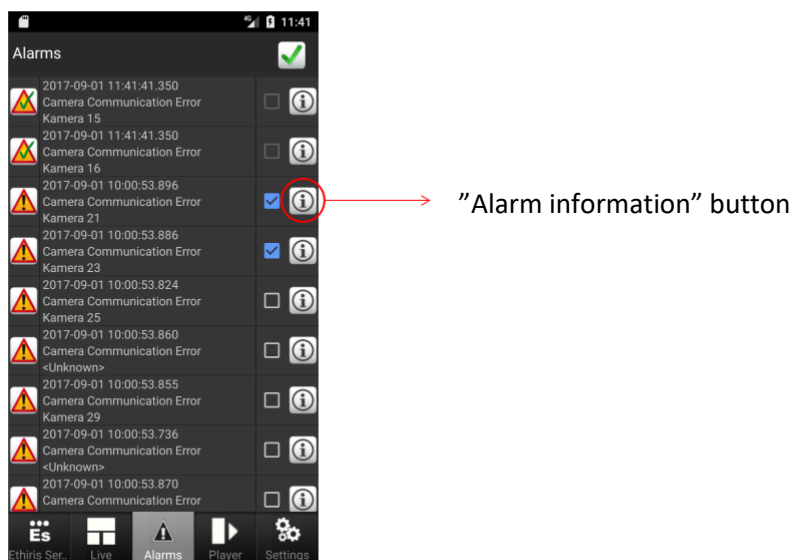 4G 11:41
Alarms
2017-09-01 11:41:41.350
Camera Communication Error
Kamera 15
2017-09-01 11:41:41.350
Camera Communication Error
Kamera 16
2017-09-01 10:00:53.896
Camera Communication Error
Kamera 21
”Alarm information” button
2017-09-01 10:00:53.886
Camera Communication Error
Kamera 23
2017-09-01 10:00:53.824
Camera Communication Error
Kamera 25
2017-09-01 10:00:53.860
Camera Communication Error
<Unknown>
2017-09-01 10:00:53.855
Camera Communication Error
Kamera 29
2017-09-01 10:00:53.736
Camera Communication Error
<Unknown>
2017-09-01 10:00:53.870
Camera Communication Error
Es
Ethiris Ser.. Live Alarms Player Settings